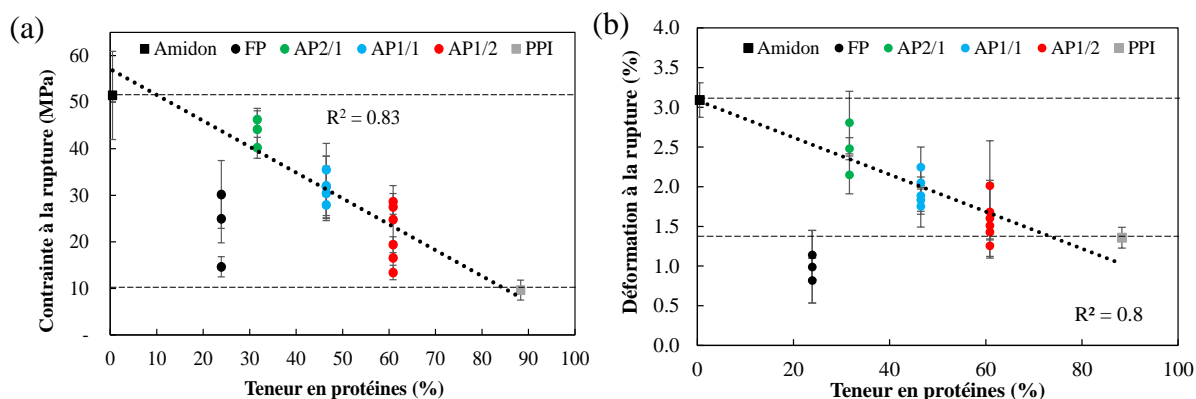 (a)
Contrainte à la rupture (MPa)
60
50
40
30
20
10
-
Amidon FP AP2/1 AP1/1 AP1/2 PPI
R² = 0.83
0 10 20 30 40 50 60 70 80 90 100
Teneur en protéines (%)
(b)
Déformation à la rupture (%)
4.0
3.5
3.0
2.5
2.0
1.5
1.0
0.5
0.0
Amidon FP AP2/1 AP1/1 AP1/2 PPI
R² = 0.8
0 20 40 60 80 100
Teneur en protéines (%)